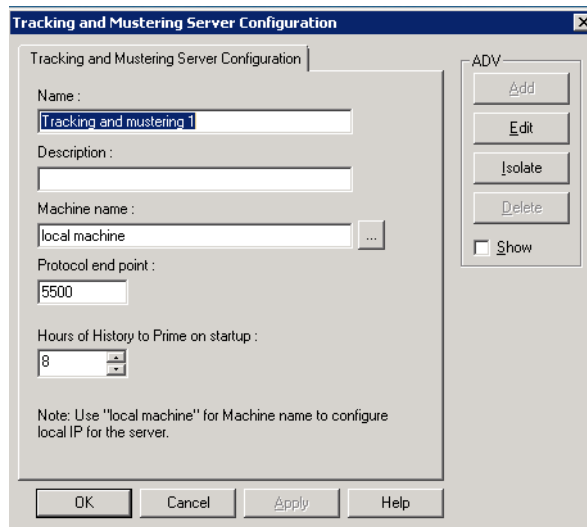 Tracking and Mustering Server Configuration
Tracking and Mustering Server Configuration
Name :
Tracking and mustering 1
Description :
Machine name :
local machine
...
Protocol end point :
5500
Hours of History to Prime on startup :
8
Note: Use "local machine" for Machine name to configure
local IP for the server.
ADV
Add
Edit
Isolate
Delete
Show
OK
Cancel
Apply
Help